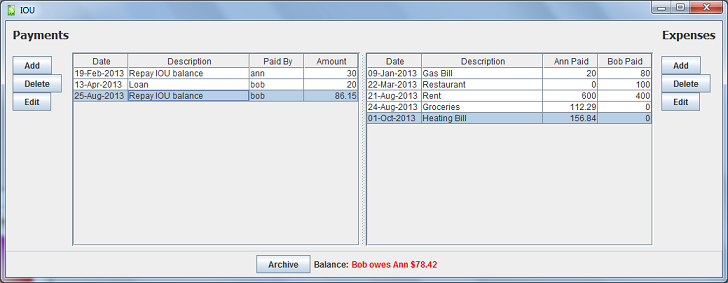 IOU
Payments
Expenses
Add
Delete
Edit
Date Description Paid By Amount
19-Feb-2013 Repay IOU balance ann 30
13-Apr-2013 Loan bob 20
25-Aug-2013 Repay IOU balance bob 86.15
Date Description Ann Paid Bob Paid
09-Jan-2013 Gas Bill 20 80
22-Mar-2013 Restaurant 0 100
21-Aug-2013 Rent 600 400
24-Aug-2013 Groceries 112.29 0
01-Oct-2013 Heating Bill 156.84 0
Add
Delete
Edit
Archive Balance: Bob owes Ann $78.42